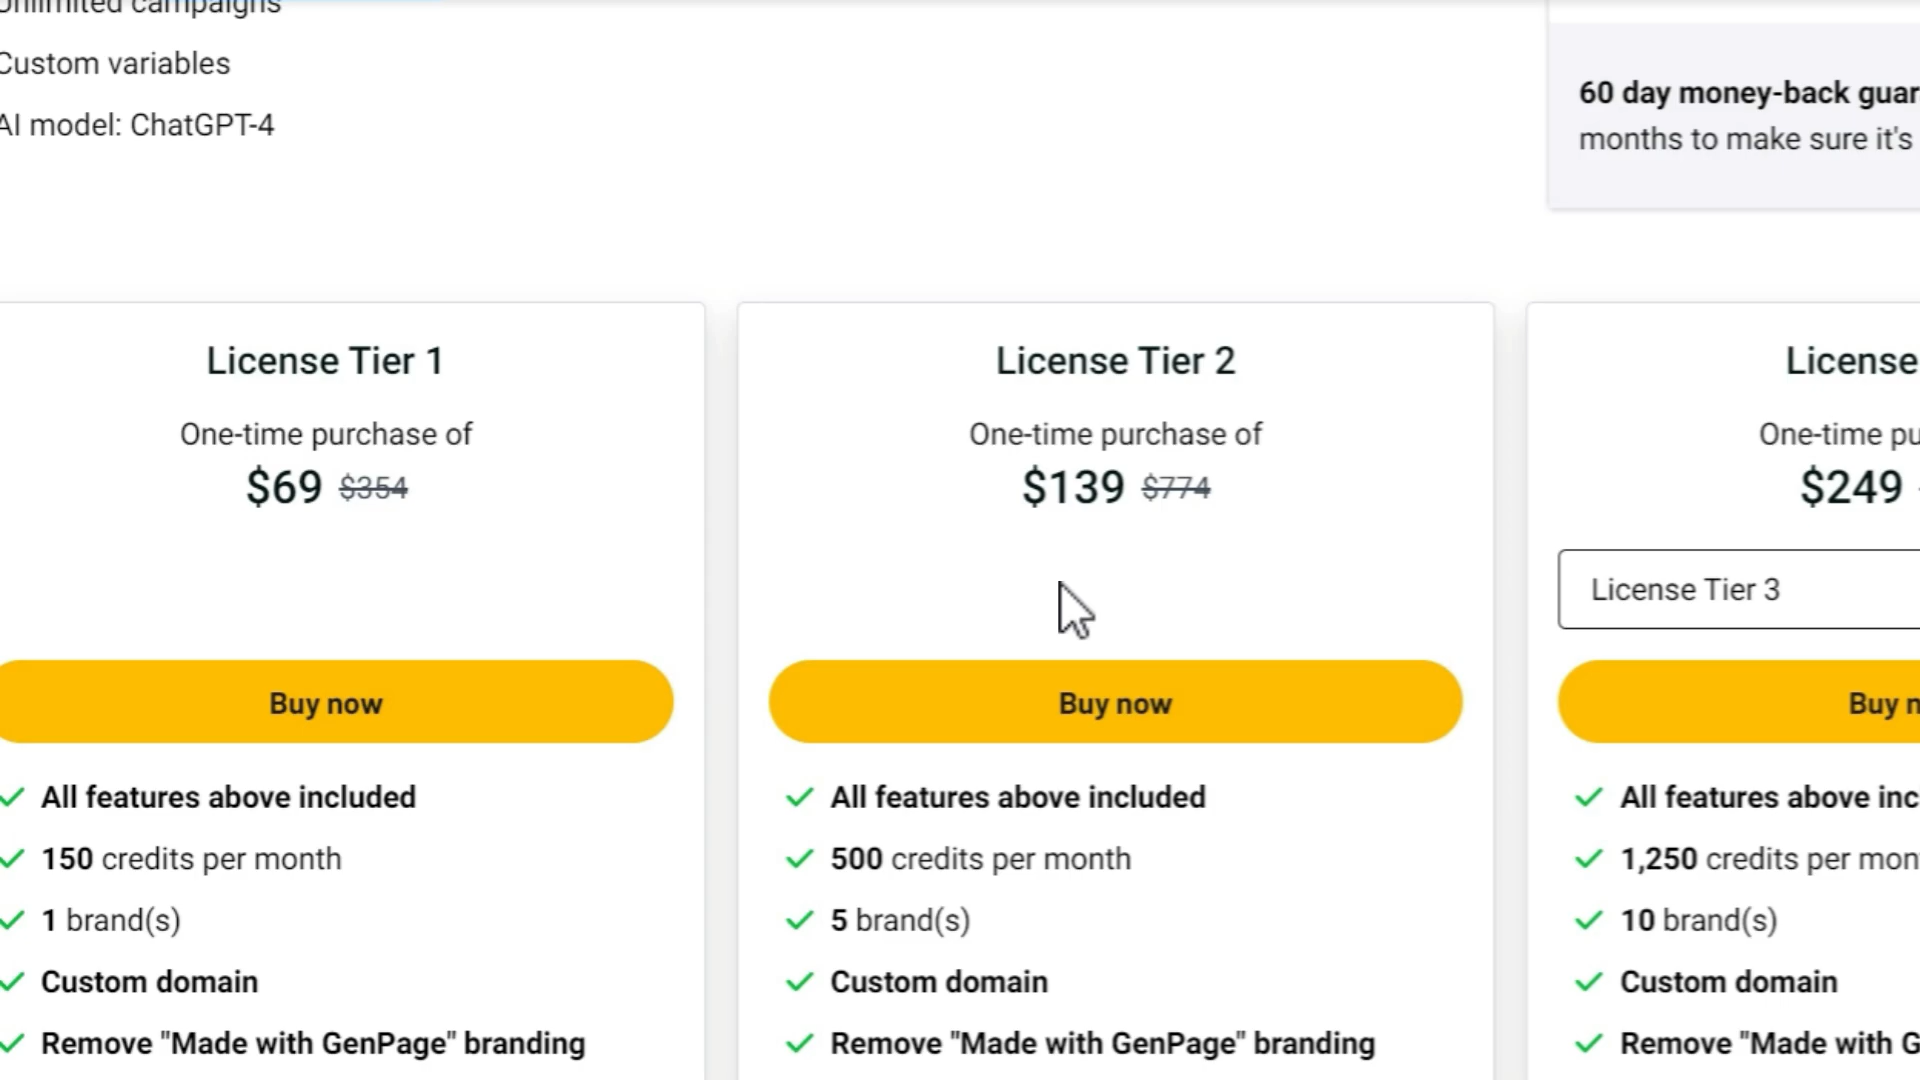 Unlimited campaigns
Custom variables
AI model: ChatGPT-4
60 day money-back
months to make sure it's
License Tier 1
One-time purchase of
$69 $354
Buy now
All features above included
150 credits per month
1 brand(s)
Custom domain
Remove "Made with GenPage" branding
License Tier 2
One-time purchase of
$139 $774
Buy now
All features above included
500 credits per month
5 brand(s)
Custom domain
Remove "Made with GenPage" branding
License
One-time
$249
License Tier 3
Buy
All features above
1,250 credits per
10 brand(s)
Custom domain
Remove "Made with